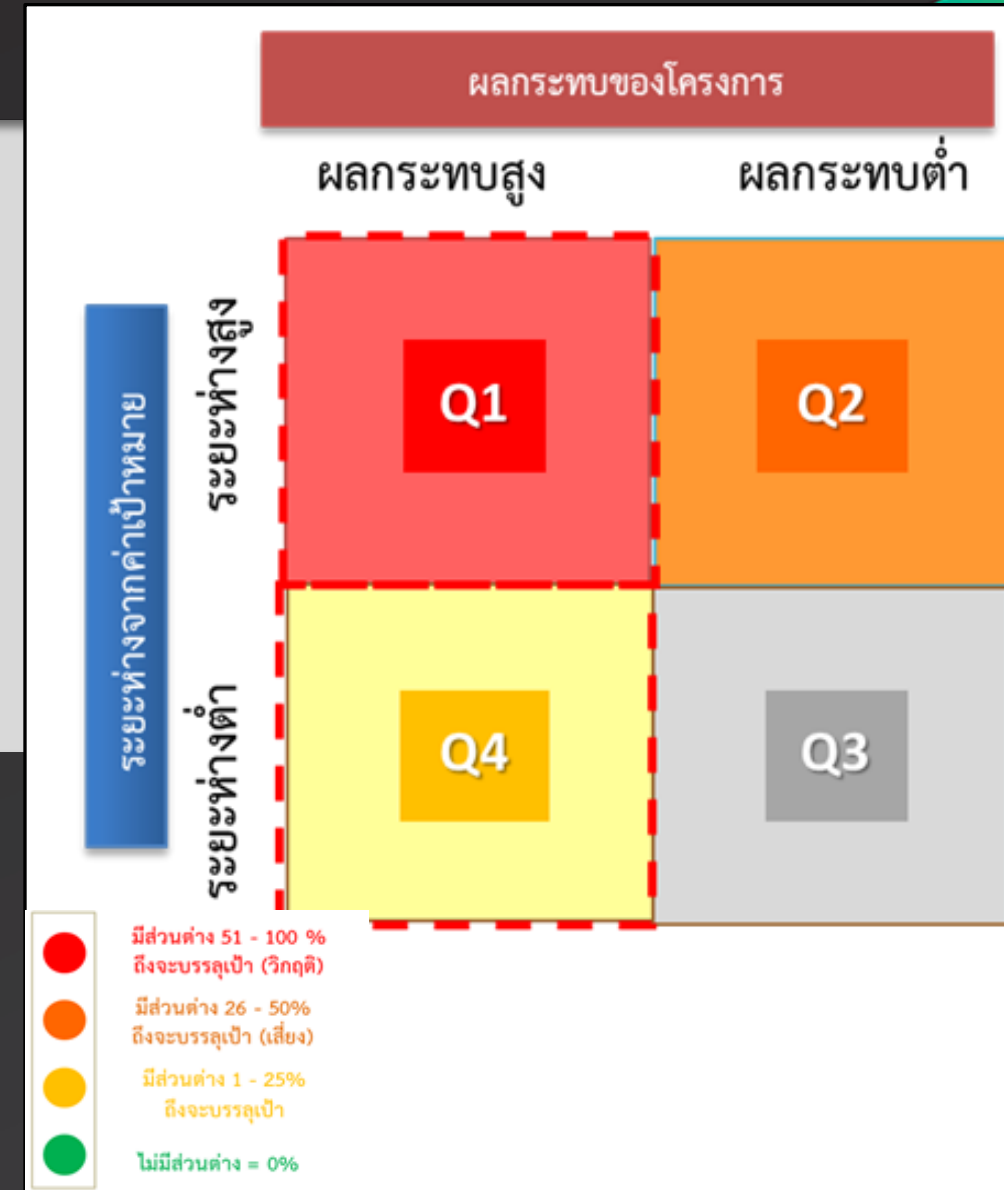 ผลกระทบของโครงการ
ผลกระทบสูง
ผลกระทบต่ำ
ระยะห่างจากค่าเป้าหมาย
ระยะห่างสูง
Q1
Q2
ระยะห่างต่ำ
Q4
Q3
มีส่วนต่าง 51 - 100 %
ถึงจะบรรลุเป้า (วิกฤติ)
มีส่วนต่าง 26 - 50%
ถึงจะบรรลุเป้า (เสี่ยง)
มีส่วนต่าง 1 - 25%
ถึงจะบรรลุเป้า
ไม่มีส่วนต่าง = 0%